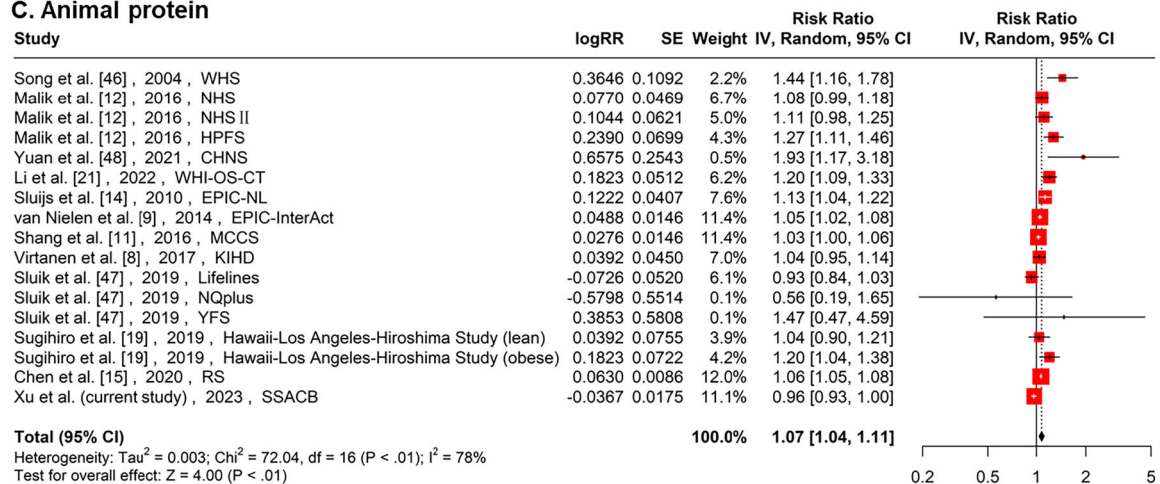 C. Animal protein
Risk Ratio Risk Ratio
Study logRR SE Weight IV, Random, 95% CI IV, Random, 95% CI
Song et al. [46] , 2004 , WHS 0.3646 0.1092 2.2% 1.44 [1.16, 1.78]
Malik et al. [12] , 2016 , NHS 0.0770 0.0469 6.7% 1.08 [0.99, 1.18]
Malik et al. [12] , 2016 , NHSⅡ 0.1044 0.0621 5.0% 1.11 [0.98, 1.25]
Malik et al. [12] , 2016 , HPFS 0.2390 0.0699 4.3% 1.27 [1.11, 1.46]
Yuan et al. [48] , 2021 , CHNS 0.6575 0.2543 0.5% 1.93 [1.17, 3.18]
Li et al. [21] , 2022 , WHI-OS-CT 0.1823 0.0512 6.2% 1.20 [1.09, 1.33]
Sluijs et al. [14] , 2010 , EPIC-NL 0.1222 0.0407 7.6% 1.13 [1.04, 1.22]
van Nielen et al. [9] , 2014 , EPIC-InterAct 0.0488 0.0146 11.4% 1.05 [1.02, 1.08]
Shang et al. [11] , 2016 , MCCS 0.0276 0.0146 11.4% 1.03 [1.00, 1.06]
Virtanen et al. [8] , 2017 , KIHD 0.0392 0.0450 7.0% 1.04 [0.95, 1.14]
Sluik et al. [47] , 2019 , Lifelines -0.0726 0.0520 6.1% 0.93 [0.84, 1.03]
Sluik et al. [47] , 2019 , NQplus -0.5798 0.5514 0.1% 0.56 [0.19, 1.65]
Sluik et al. [47] , 2019 , YFS 0.3853 0.5808 0.1% 1.47 [0.47, 4.59]
Sugihiro et al. [19] , 2019 , Hawaii-Los Angeles-Hiroshima Study (lean) 0.0392 0.0755 3.9% 1.04 [0.90, 1.21]
Sugihiro et al. [19] , 2019 , Hawaii-Los Angeles-Hiroshima Study (obese) 0.1823 0.0722 4.2% 1.20 [1.04, 1.38]
Chen et al. [15] , 2020 , RS 0.0630 0.0086 12.0% 1.06 [1.05, 1.08]
Xu et al. (current study) , 2023 , SSACB -0.0367 0.0175 11.1% 0.96 [0.93, 1.00]
Total (95% CI) 100.0% 1.07 [1.04, 1.11]
Heterogeneity: Tau² = 0.003; Chi² = 72.04, df = 16 (P < .01); I² = 78%
Test for overall effect: Z = 4.00 (P < .01)
0.2 0.5 1 2 5